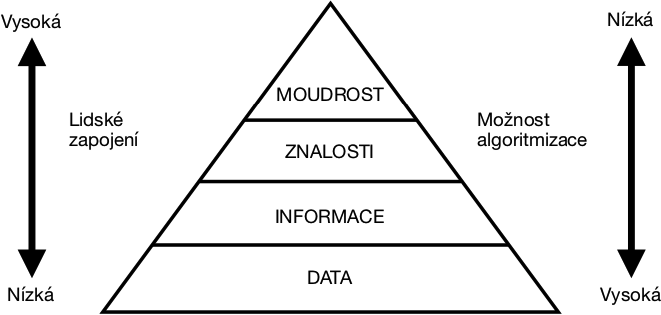 Vysoká
Nízká
MOUDROST
Lidské
zapojení
Možnost
algoritmizace
ZNALOSTI
INFORMACE
DATA
Nízká
Vysoká